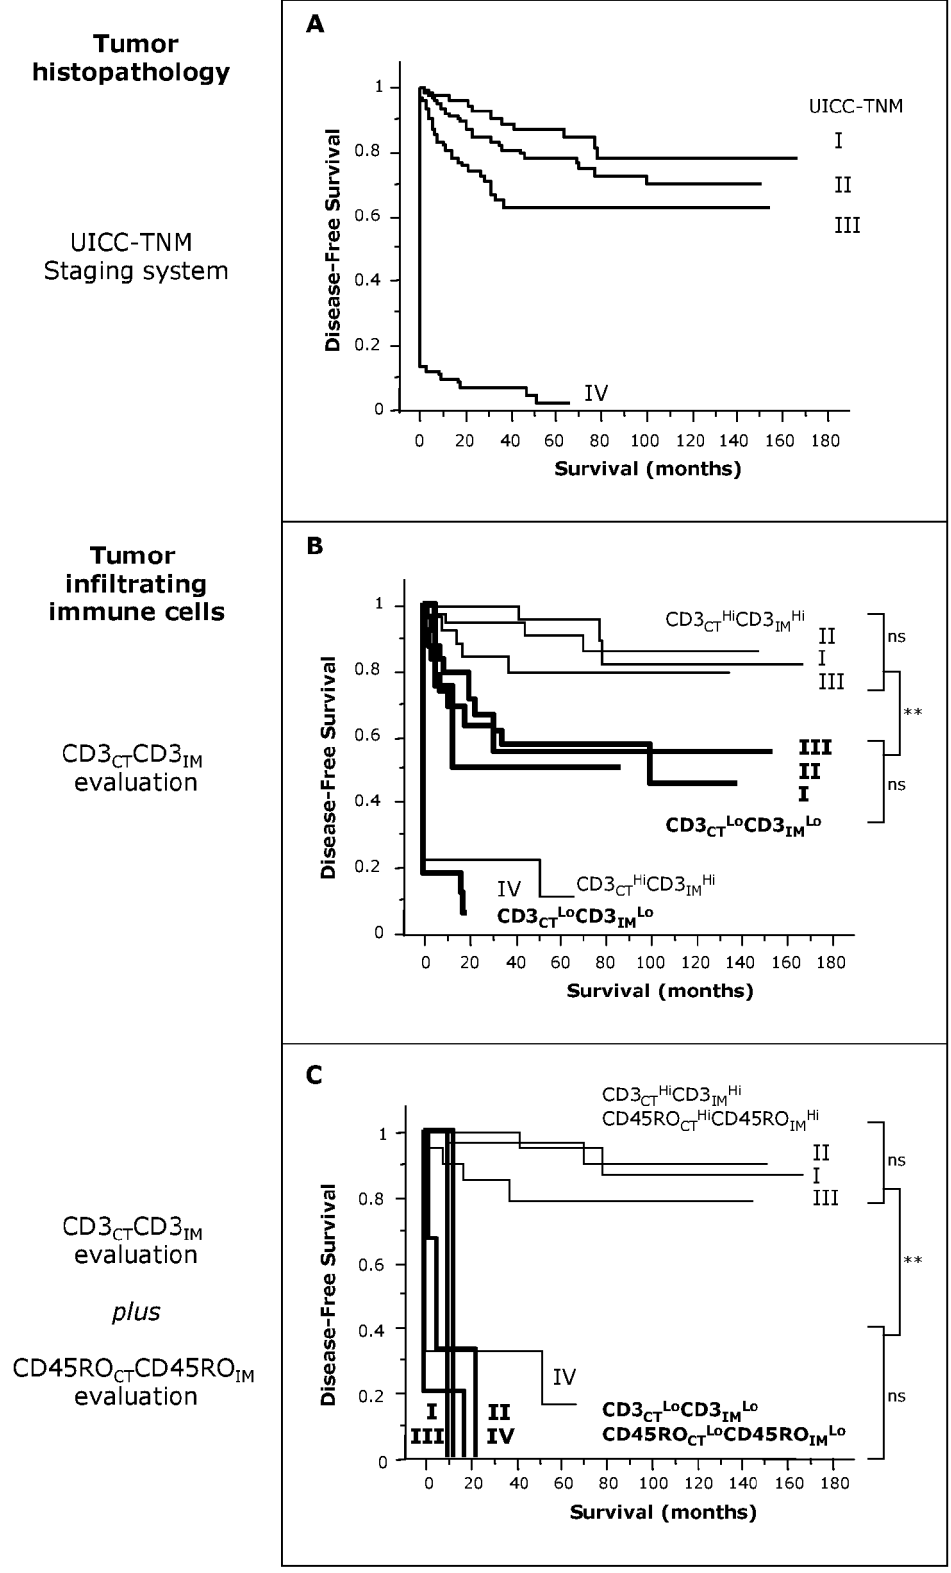 Tumor
histopathology
UICC-TNM
Staging system
A
Disease-Free Survival
1
0.8
0.6
0.4
0.2
0
0 20 40 60 80 100 120 140 160 180
Survival (months)
UICC-TNM
I
II
III
IV
Tumor
infiltrating
immune cells
CD3CTCD3IM
evaluation
B
Disease-Free Survival
1
0.8
0.6
0.4
0.2
0
0 20 40 60 80 100 120 140 160 180
Survival (months)
CD3CTHiCD3IMHi
II
I
III
ns
**
III
II
I
ns
CD3CTLoCD3IMLo
IV CD3CTHiCD3IMHi
CD3CTLoCD3IMLo
CD3CTCD3IM
evaluation
plus
CD45ROCTCD45ROIM
evaluation
C
Disease-Free Survival
1
0.8
0.6
0.4
0.2
0
0 20 40 60 80 100 120 140 160 180
Survival (months)
CD3CTHiCD3IMHi
CD45ROCTHiCD45ROIMHi
II
I
III
ns
**
IV
I II
III IV
CD3CTLoCD3IMLo
CD45ROCTLoCD45ROIMLo
ns